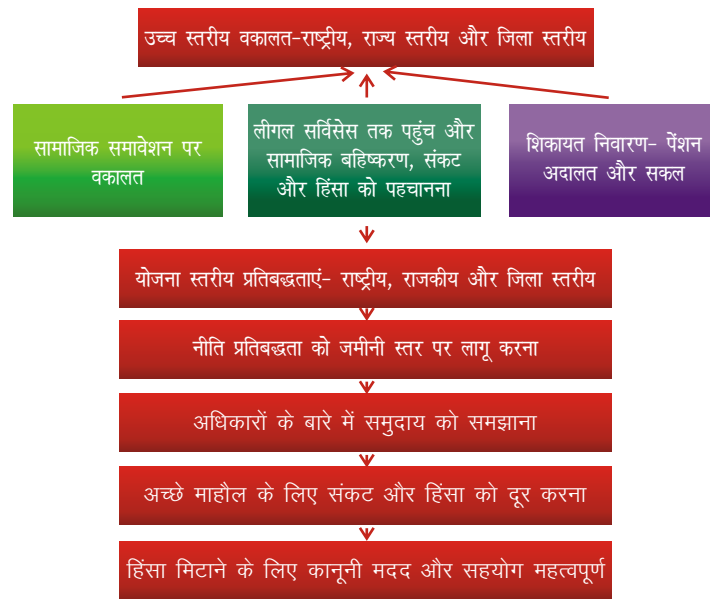 उच्च स्तरीय वकालत-राष्ट्रीय, राज्य स्तरीय और जिला स्तरीय
सामाजिक समावेशन पर
वकालत
लीगल सर्विसेस तक पहुंच और
सामाजिक बहिष्करण, संकट
और हिंसा को पहचानना
शिकायत निवारण- पेंशन
अदालत और सकल
योजना स्तरीय प्रतिबद्धताएं- राष्ट्रीय, राजकीय और जिला स्तरीय
नीति प्रतिबद्धता को जमीनी स्तर पर लागू करना
अधिकारों के बारे में समुदाय को समझाना
अच्छे माहौल के लिए संकट और हिंसा को दूर करना
हिंसा मिटाने के लिए कानूनी मदद और सहयोग महत्वपूर्ण